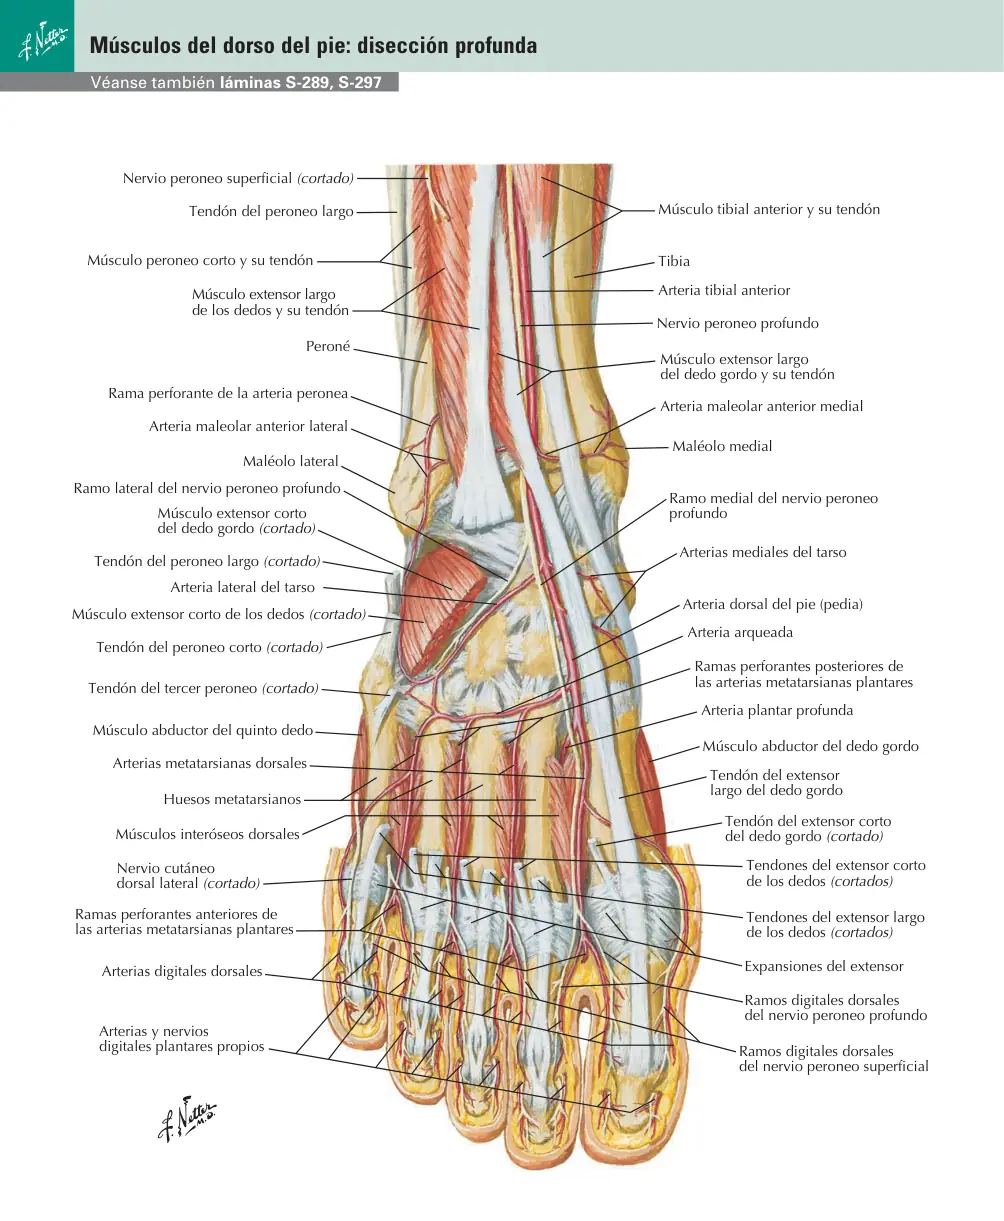 F. Netter M.D.
Músculos del dorso del pie: disección profunda
Véanse también láminas S-289, S-297
Nervio peroneo superficial (cortado)
Tendón del peroneo largo
Músculo peroneo corto y su tendón
Músculo extensor largo
de los dedos y su tendón
Peroné
Rama perforante de la arteria peronea
Arteria maleolar anterior lateral
Maléolo lateral
Ramo lateral del nervio peroneo profundo
Músculo extensor corto
del dedo gordo (cortado)
Tendón del peroneo largo (cortado)
Arteria lateral del tarso
Músculo extensor corto de los dedos (cortado)
Tendón del peroneo corto (cortado)
Tendón del tercer peroneo (cortado)
Músculo abductor del quinto dedo
Arterias metatarsianas dorsales
Huesos metatarsianos
Músculos interóseos dorsales
Nervio cutáneo
dorsal lateral (cortado)
Ramas perforantes anteriores de
las arterias metatarsianas plantares
Arterias digitales dorsales
Arterias y nervios
digitales plantares propios
Músculo tibial anterior y su tendón
Tibia
Arteria tibial anterior
Nervio peroneo profundo
Músculo extensor largo
del dedo gordo y su tendón
Arteria maleolar anterior medial
Maléolo medial
Ramo medial del nervio peroneo
profundo
Arterias mediales del tarso
Arteria dorsal del pie (pedia)
Arteria arqueada
Ramas perforantes posteriores de
las arterias metatarsianas plantares
Arteria plantar profunda
Músculo abductor del dedo gordo
Tendón del extensor
largo del dedo gordo
Tendón del extensor corto
del dedo gordo (cortado)
Tendones del extensor corto
de los dedos (cortados)
Tendones del extensor largo
de los dedos (cortados)
Expansiones del extensor
Ramos digitales dorsales
del nervio peroneo profundo
Ramos digitales dorsales
del nervio peroneo superficial
F. Netter M.D.